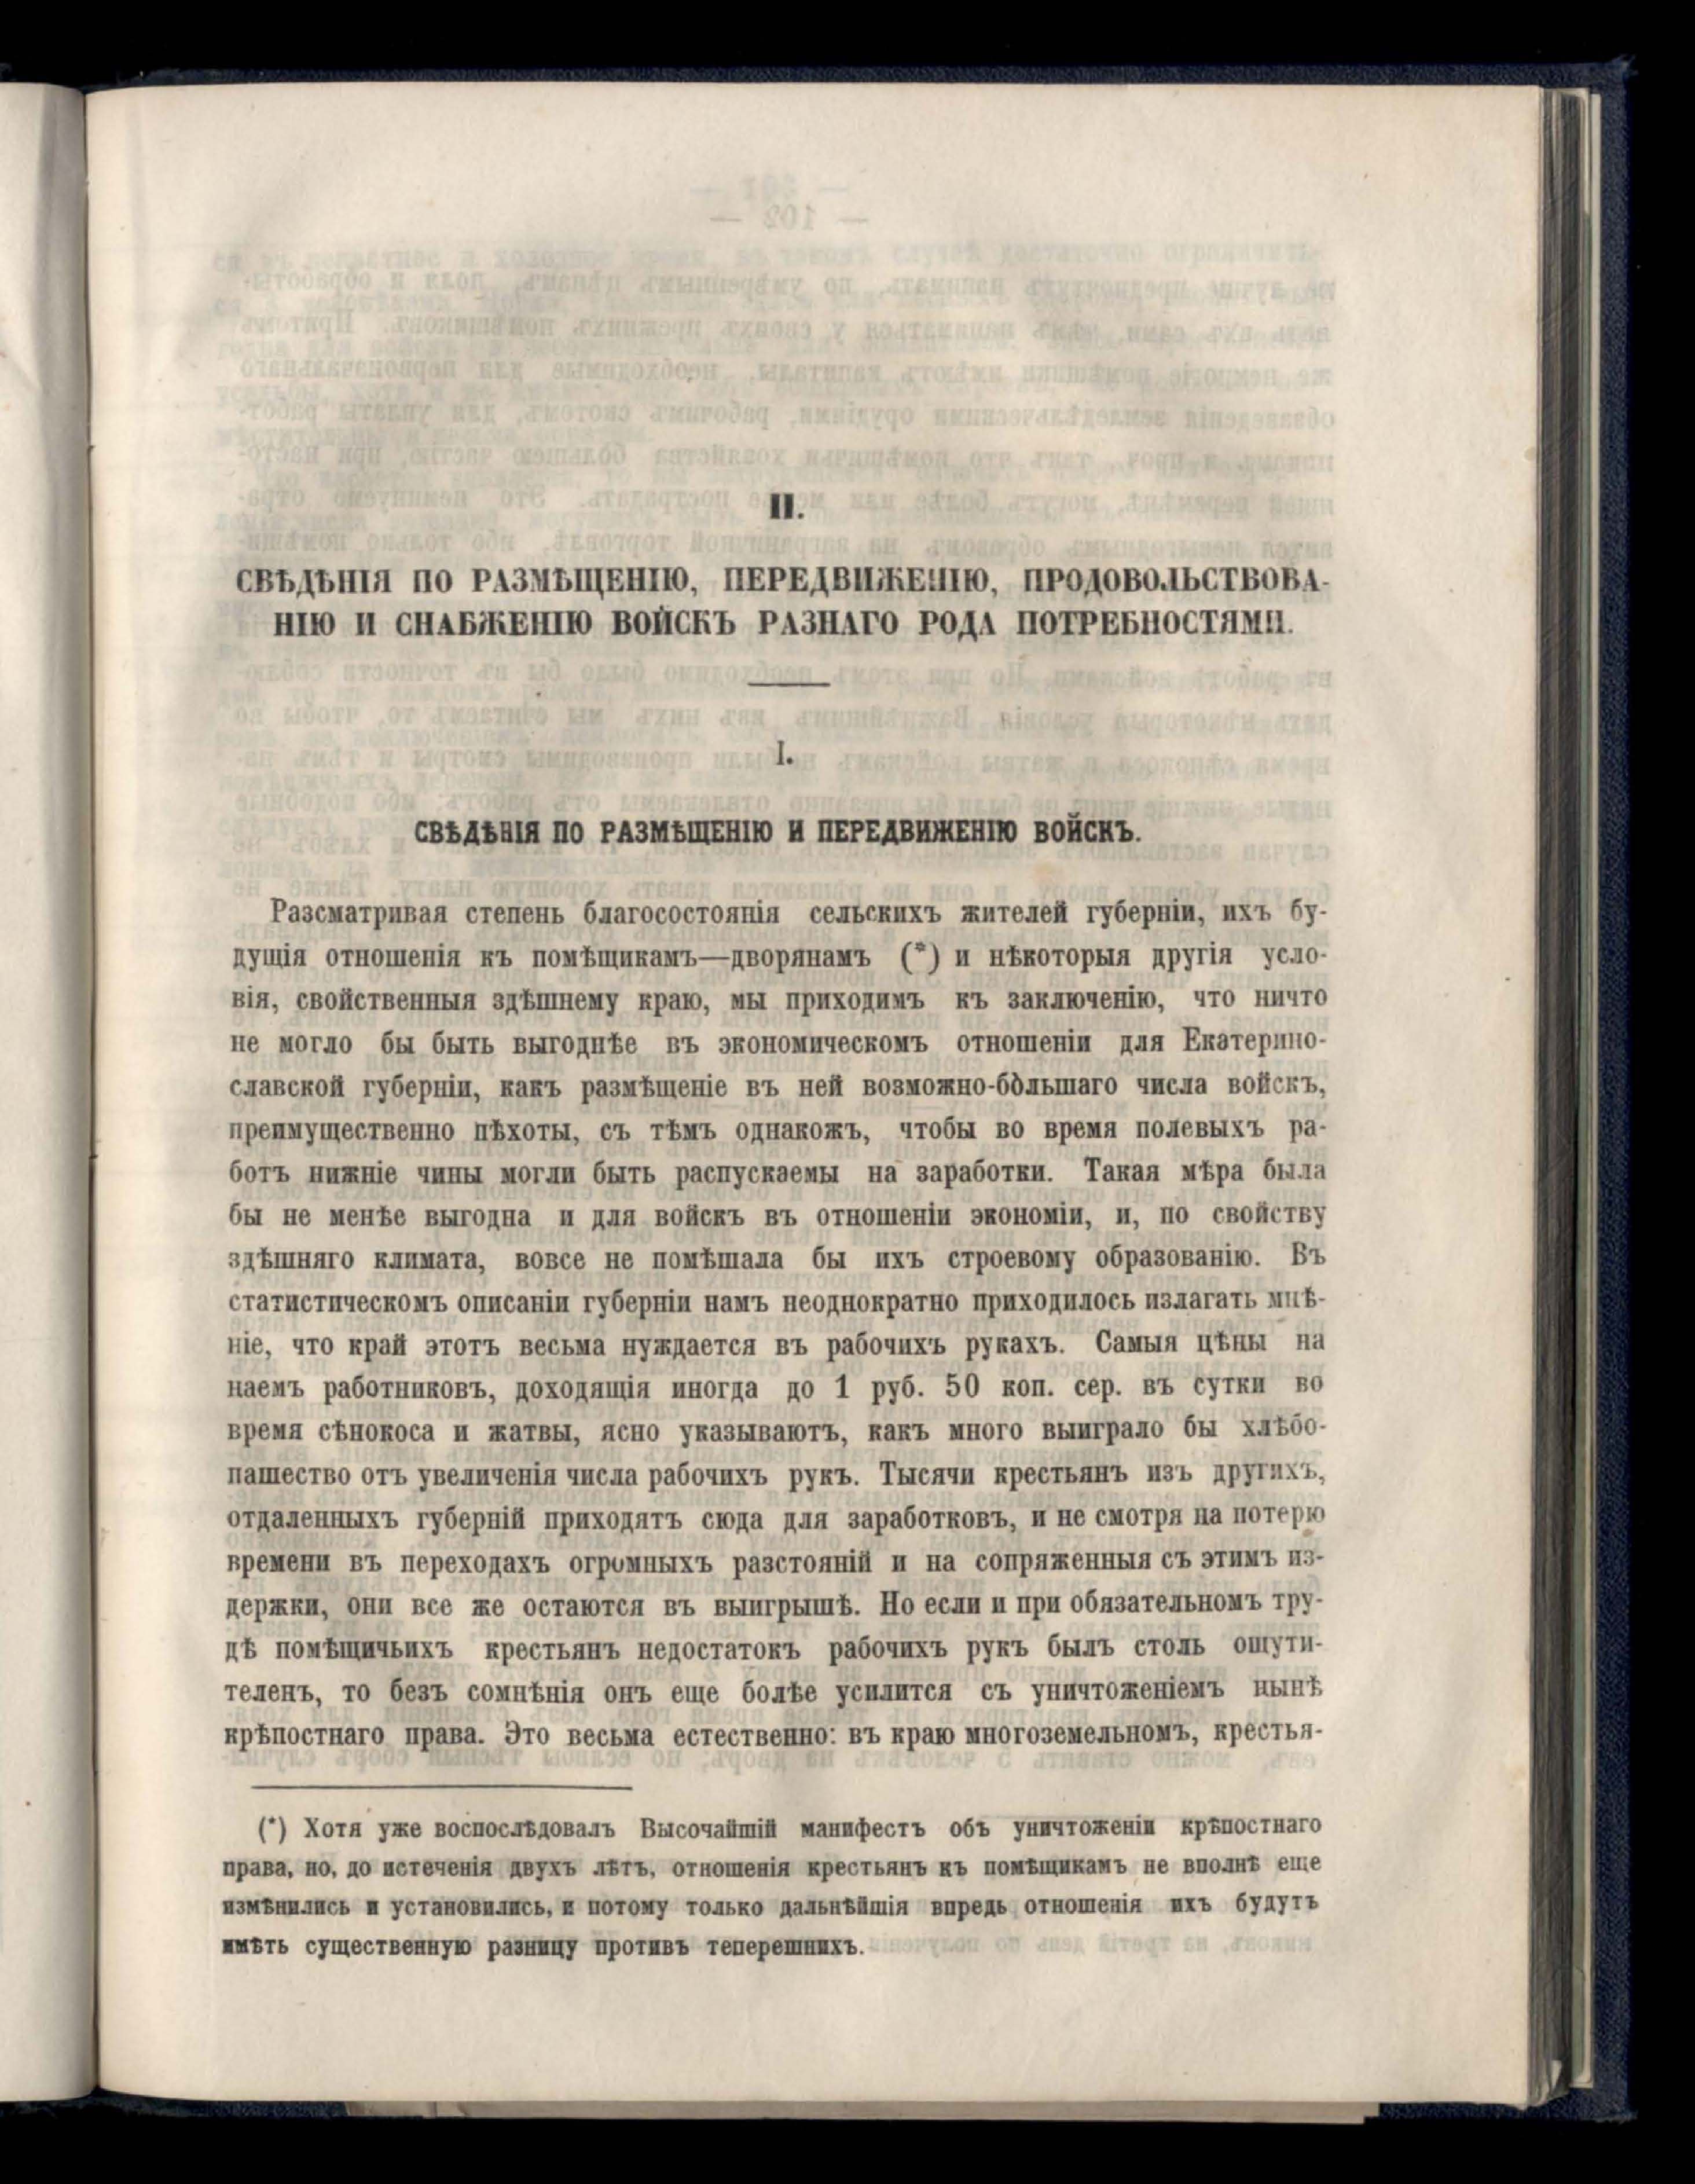 II.
СВѢДѢНІЯ ПО РАЗМѢЩЕНІЮ, ПЕРЕДВИЖЕНІЮ, ПРОДОВОЛЬСТВОВА-
НІЮ И СНАБЖЕНІЮ ВОЙСКЪ РАЗНАГО РОДА ПОТРЕБНОСТЯМИ.
I.
СВѢДѢНІЯ ПО РАЗМѢЩЕНІЮ И ПЕРЕДВИЖЕНІЮ ВОЙСКЪ.
Разсматривая степень благосостоянія сельскихъ жителей губерніи, ихъ бу-
дущія отношенія къ помѣщикамъ—дворянамъ (*) и нѣкоторыя другія усло-
вія, свойственныя здѣшнему краю, мы приходимъ къ заключенію, что ничто
не могло бы быть выгоднѣе въ экономическомъ отношеніи для Екатерино-
славской губерніи, какъ размѣщеніе въ ней возможно-бо́льшаго числа войскъ,
преимущественно пѣхоты, съ тѣмъ однакожъ, чтобы во время полевыхъ ра-
ботъ нижніе чины могли быть распускаемы на заработки. Такая мѣра была
бы не менѣе выгодна и для войскъ въ отношеніи экономіи, и, по свойству
здѣшняго климата, вовсе не помѣшала бы ихъ строевому образованію. Въ
статистическомъ описаніи губерніи намъ неоднократно приходилось излагать мнѣ-
ніе, что край этотъ весьма нуждается въ рабочихъ рукахъ. Самыя цѣны на
наемъ работниковъ, доходящія иногда до 1 руб. 50 коп. сер. въ сутки во
время сѣнокоса и жатвы, ясно указываютъ, какъ много выиграло бы хлѣбо-
пашество отъ увеличенія числа рабочихъ рукъ. Тысячи крестьянъ изъ другихъ,
отдаленныхъ губерній приходятъ сюда для заработковъ, и не смотря на потерю
времени въ переходахъ огромныхъ разстояній и на сопряженныя съ этимъ из-
держки, они все же остаются въ выигрышѣ. Но если и при обязательномъ тру-
дѣ помѣщичьихъ крестьянъ недостатокъ рабочихъ рукъ былъ столь ощути-
теленъ, то безъ сомнѣнія онъ еще болѣе усилится съ уничтоженіемъ нынѣ
крѣпостнаго права. Это весьма естественно: въ краю многоземельномъ, крестья-
(*) Хотя уже воспослѣдовалъ Высочайшій манифестъ объ уничтоженіи крѣпостнаго
права, но, до истеченія двухъ лѣтъ, отношенія крестьянъ къ помѣщикамъ не вполнѣ еще
измѣнились и установились, и потому только дальнѣйшія впредь отношенія ихъ будутъ
имѣть существенную разницу противъ теперешнихъ.